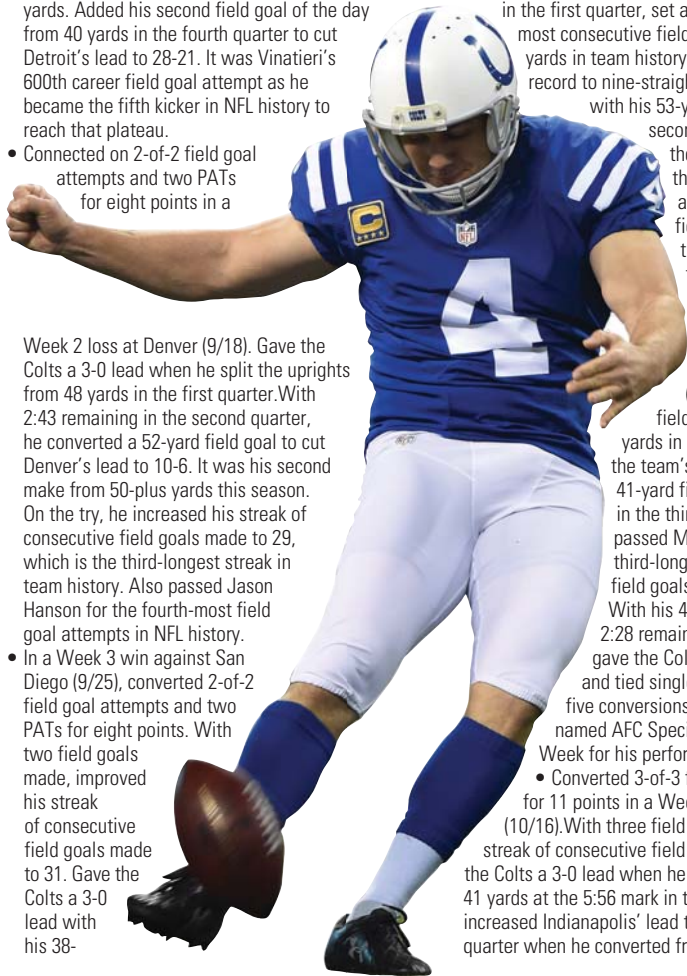 yards. Added his second field goal of the day
from 40 yards in the fourth quarter to cut
Detroit's lead to 28-21. It was Vinatieri's
600th career field goal attempt as he
became the fifth kicker in NFL history to
reach that plateau.
• Connected on 2-of-2 field goal
attempts and two PATs
for eight points in a
Week 2 loss at Denver (9/18). Gave the
Colts a 3-0 lead when he split the uprights
from 48 yards in the first quarter.With
2:43 remaining in the second quarter,
he converted a 52-yard field goal to cut
Denver's lead to 10-6. It was his second
make from 50-plus yards this season.
On the try, he increased his streak of
consecutive field goals made to 29,
which is the third-longest streak in
team history. Also passed Jason
Hanson for the fourth-most field
goal attempts in NFL history.
• In a Week 3 win against San
Diego (9/25), converted 2-of-2
field goal attempts and two
PATs for eight points. With
two field goals
made, improved
his streak
of consecutive
field goals made
to 31. Gave the
Colts a 3-0
lead with
his 38-
in the first quarter, set a
most consecutive field
yards in team history
record to nine-straigh
with his 53-y
secon
the
th
a
fie
t
field
yards in
the team's
41-yard fi
in the thir
passed M
third-long
field goals
With his 4
2:28 remain
gave the Col
and tied singl
five conversions
named AFC Speci
Week for his perfor
• Converted 3-of-3 f
for 11 points in a Wee
(10/16).With three field
streak of consecutive field
the Colts a 3-0 lead when he
41 yards at the 5:56 mark in t
increased Indianapolis' lead t
quarter when he converted fr
COLTS
C
NFL
4
4